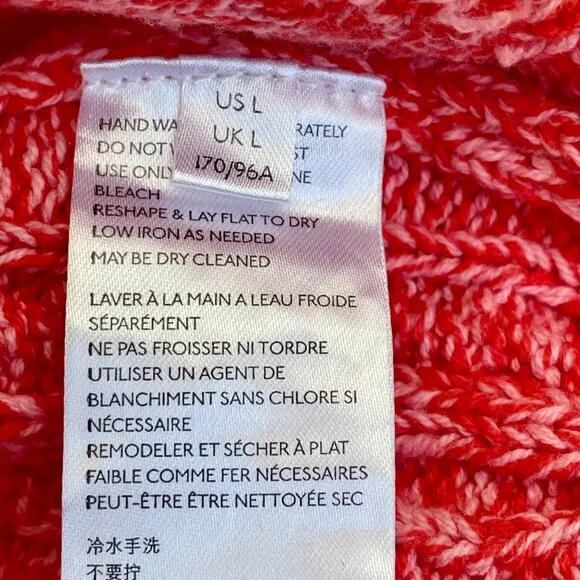 US L
UK L
170/96A
HAND WA RATELY
DO NOT ST
USE ONLY NE
BLEACH
RESHAPE & LAY FLAT TO DRY
LOW IRON AS NEEDED
MAY BE DRY CLEANED
LAVER À LA MAIN A LEAU FROIDE
SÉPARÉMENT
NE PAS FROISSER NI TORDRE
UTILISER UN AGENT DE
BLANCHIMENT SANS CHLORE SI
NÉCESSAIRE
REMODELER ET SÉCHER À PLAT
FAIBLE COMME FER NÉCESSAIRES
PEUT-ÊTRE ÊTRE NETTOYÉE SEC
冷水手洗
不要拧